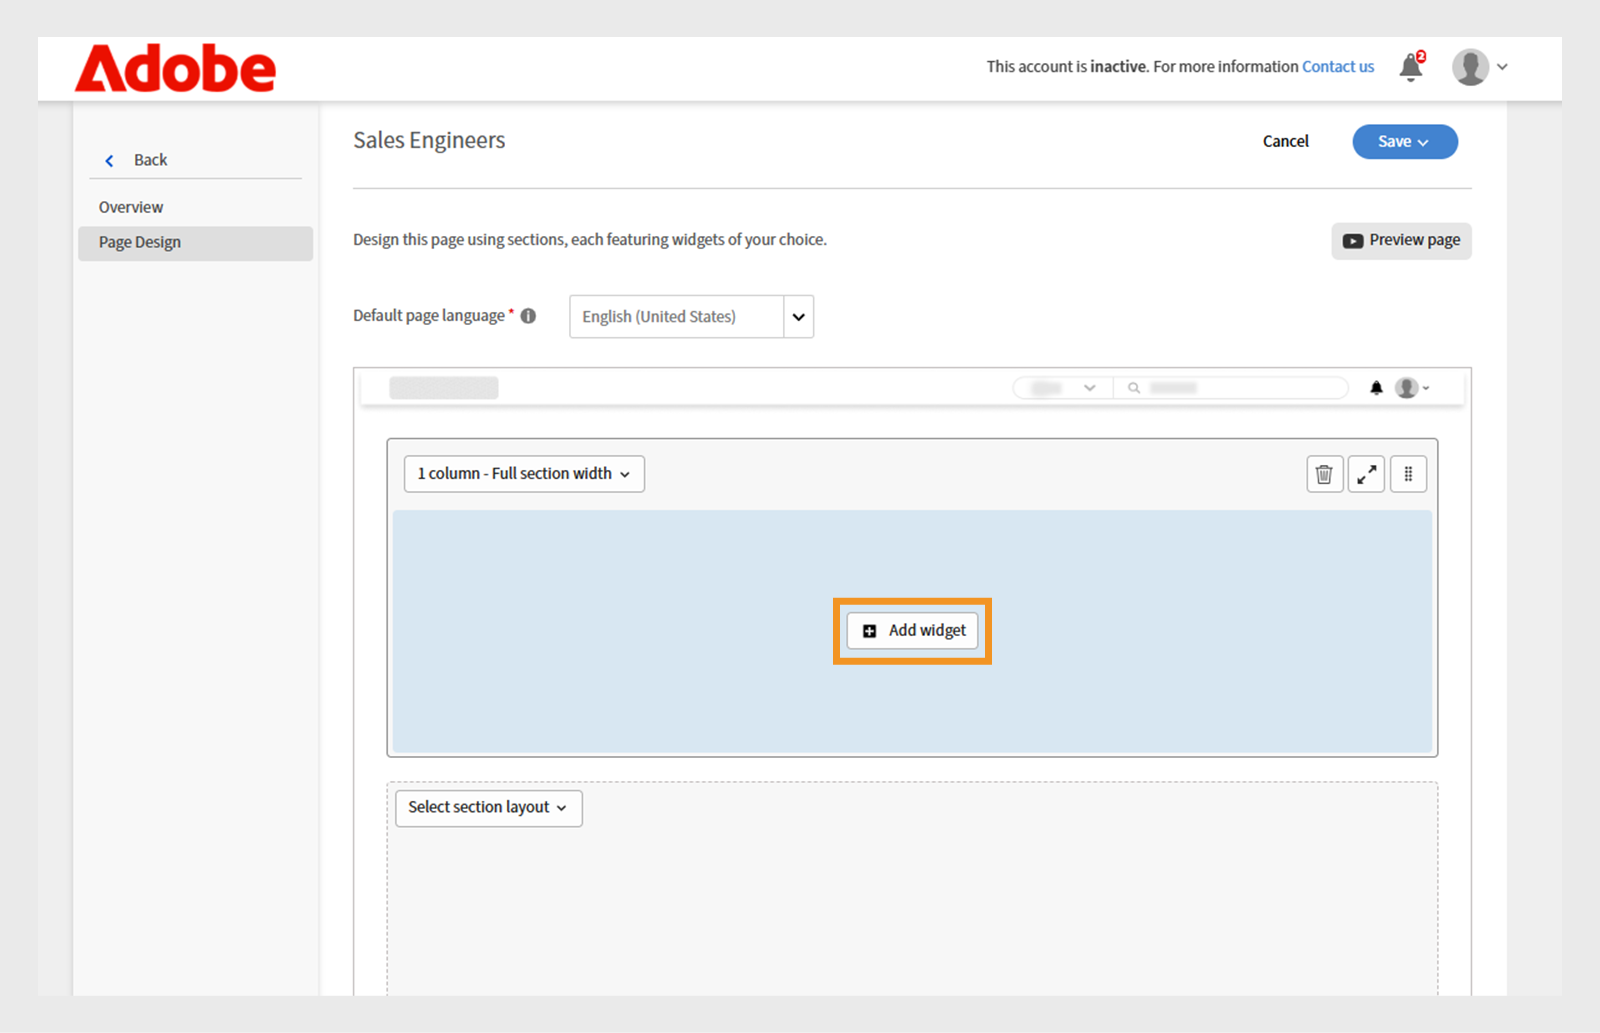 Adobe
This account is inactive. For more information Contact us
2
Back
Overview
Page Design
Sales Engineers
Cancel
Save
Design this page using sections, each featuring widgets of your choice.
Preview page
Default page language *
English (United States)
1 column - Full section width
Add widget
Select section layout